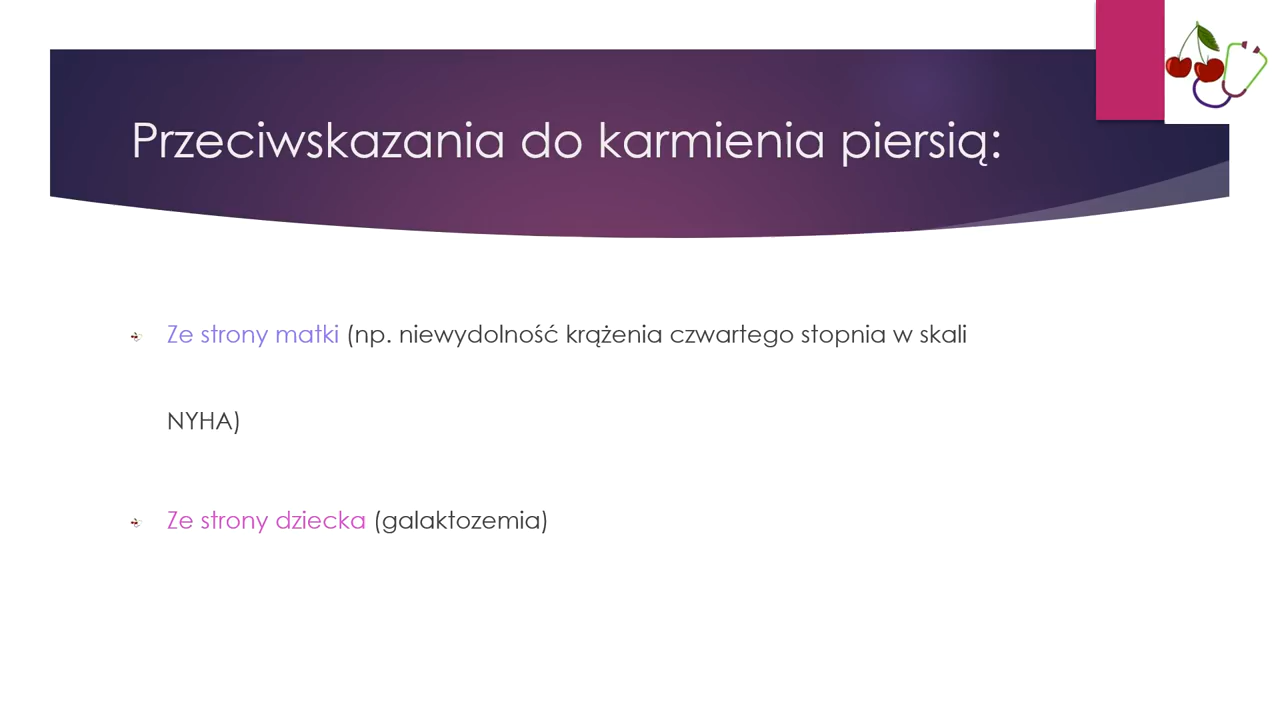 Przeciwskazania do karmienia piersią:
Ze strony matki (np. niewydolność krążenia czwartego stopnia w skali
NYHA)
Ze strony dziecka (galaktozemia)